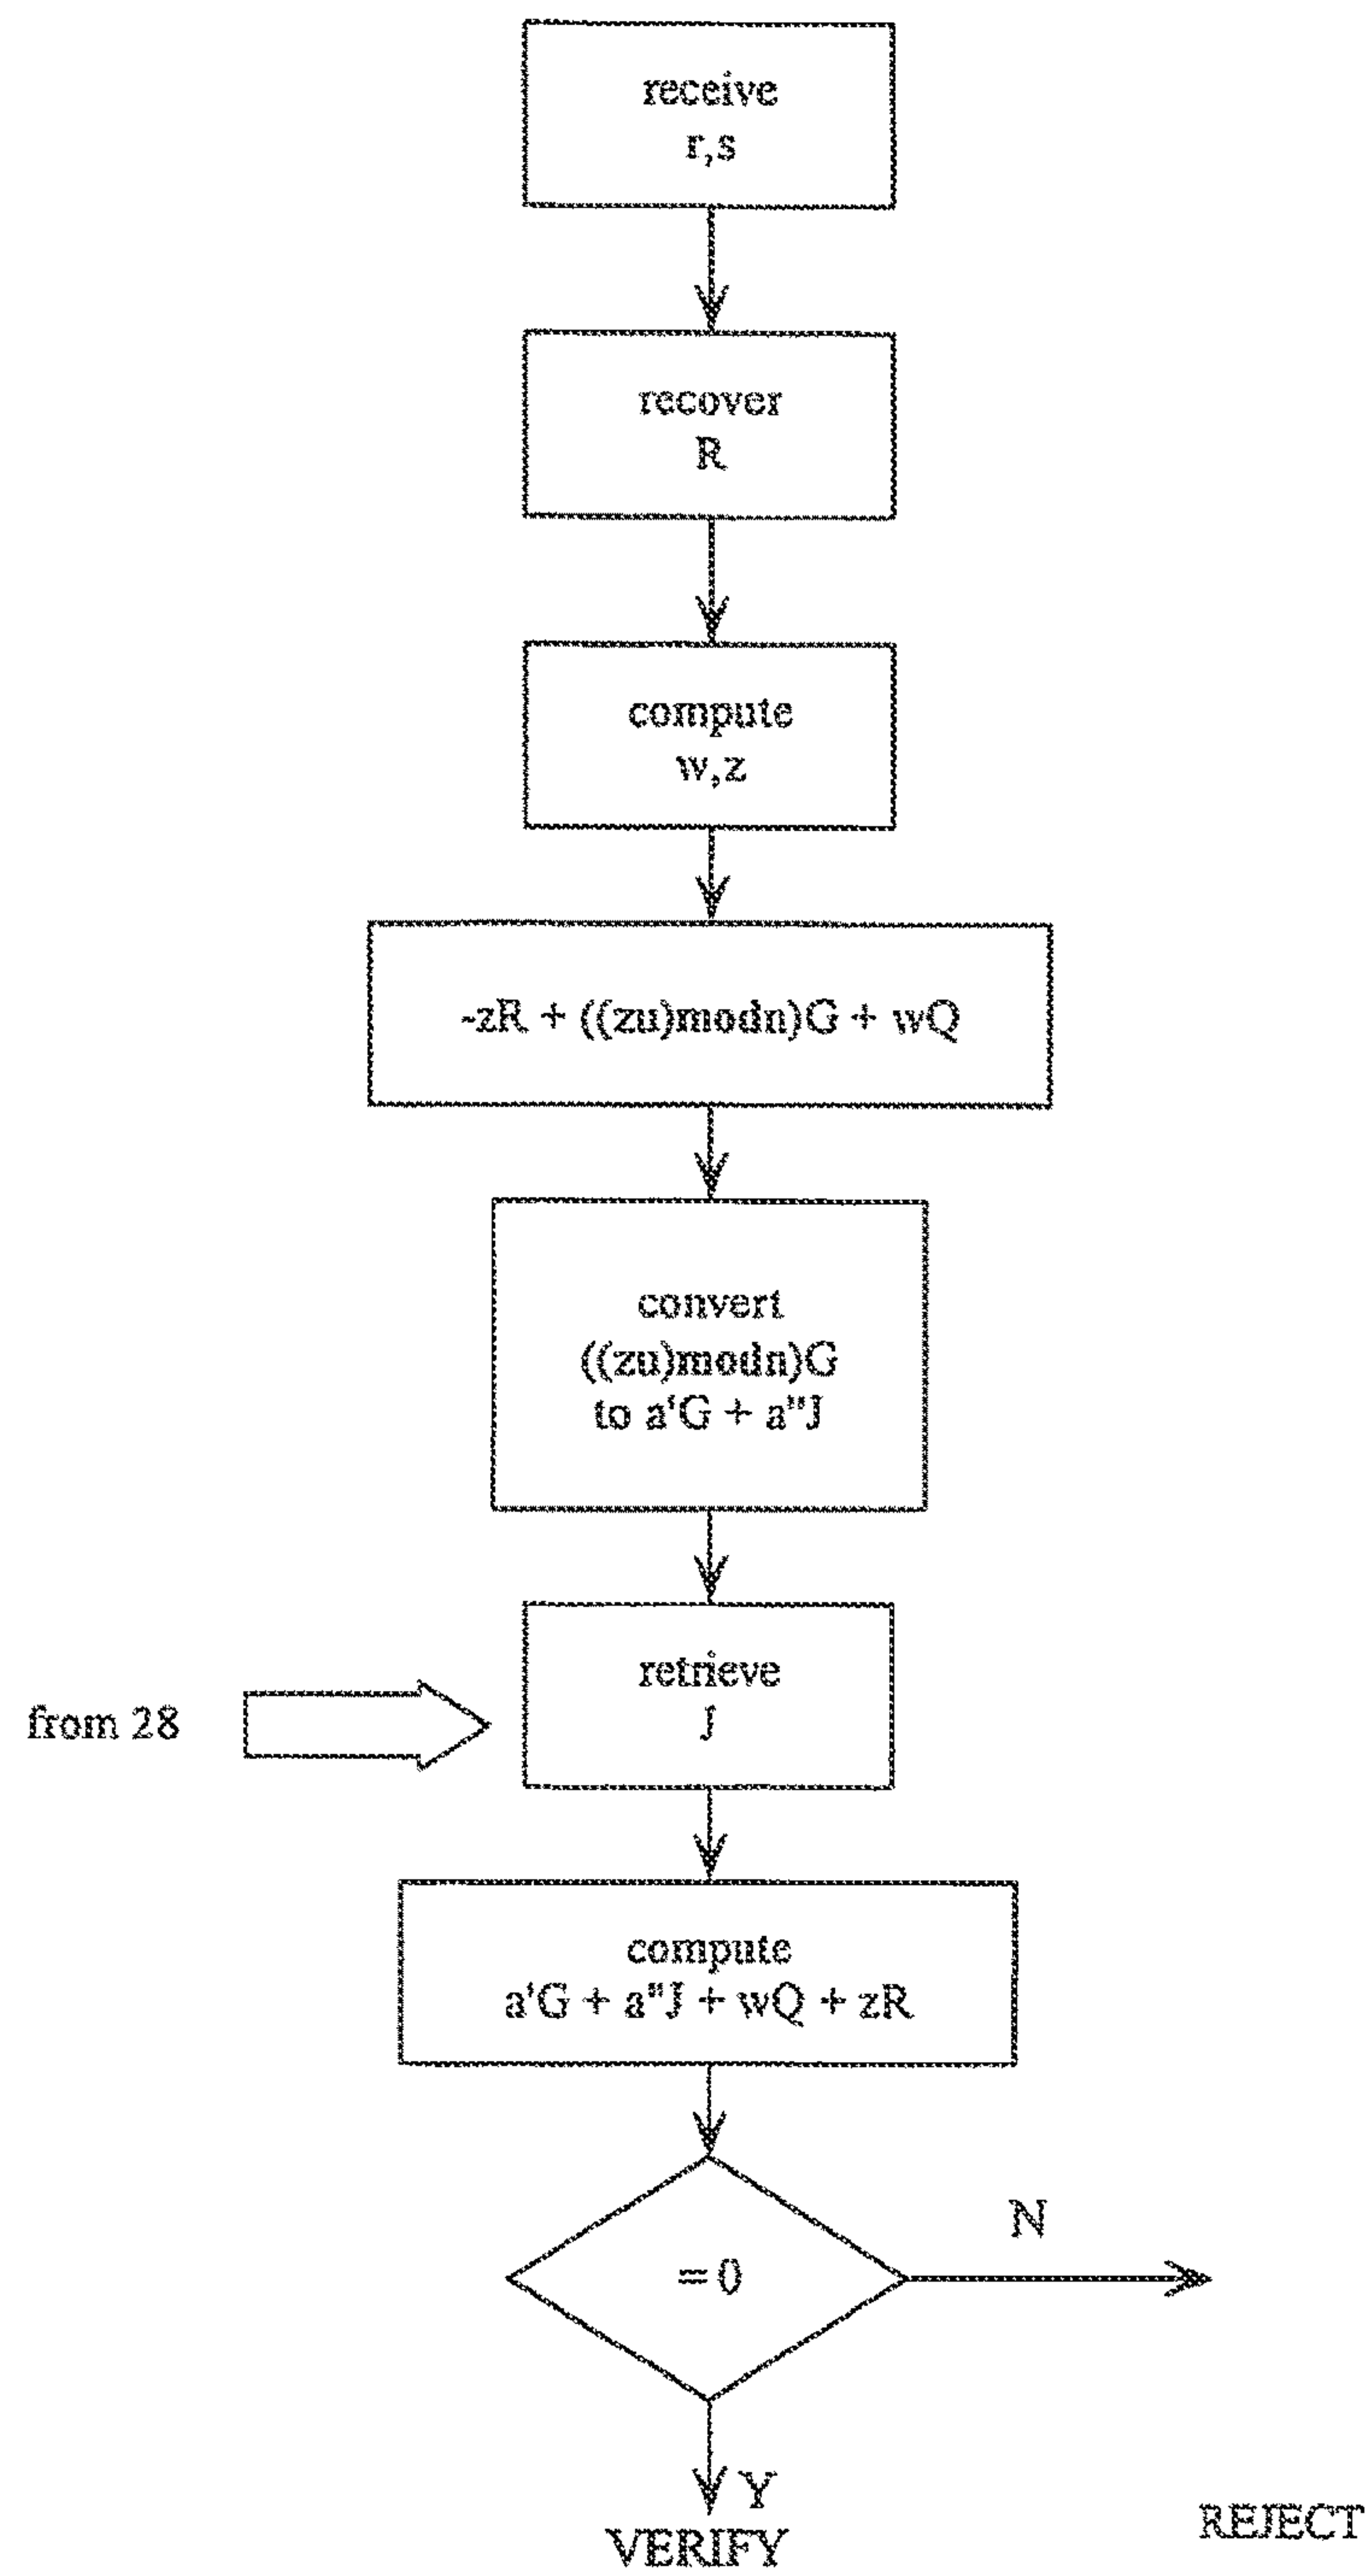 receive
r,s
recover
R
compute
w,z
-zR + ((zu)modn)G + wQ
convert
((zu)modn)G
to a'G + a"J
from 28
retrieve
J
compute
a'G + a"J + wQ + zR
= 0
N
Y
VERIFY
REJECT